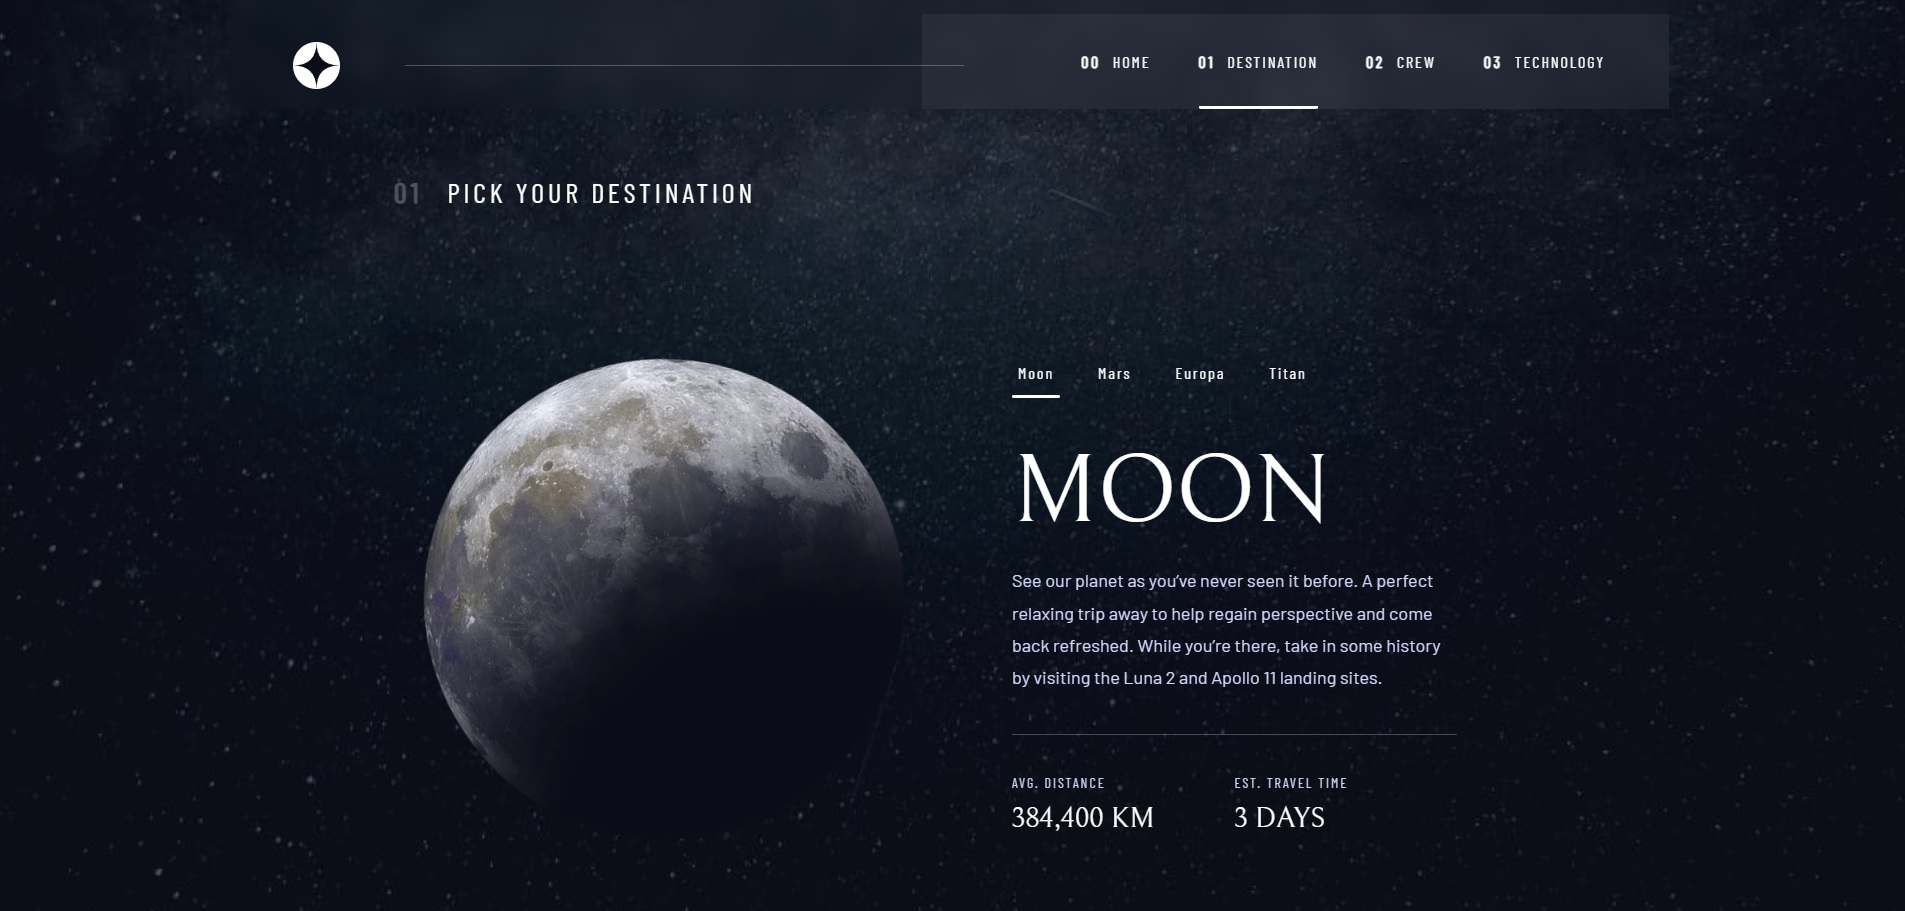 00 HOME 01 DESTINATION 02 CREW 03 TECHNOLOGY
01 PICK YOUR DESTINATION
Moon Mars Europa Titan
MOON
See our planet as you’ve never seen it before. A perfect
relaxing trip away to help regain perspective and come
back refreshed. While you’re there, take in some history
by visiting the Luna 2 and Apollo 11 landing sites.
AVG. DISTANCE EST. TRAVEL TIME
384,400 KM 3 DAYS